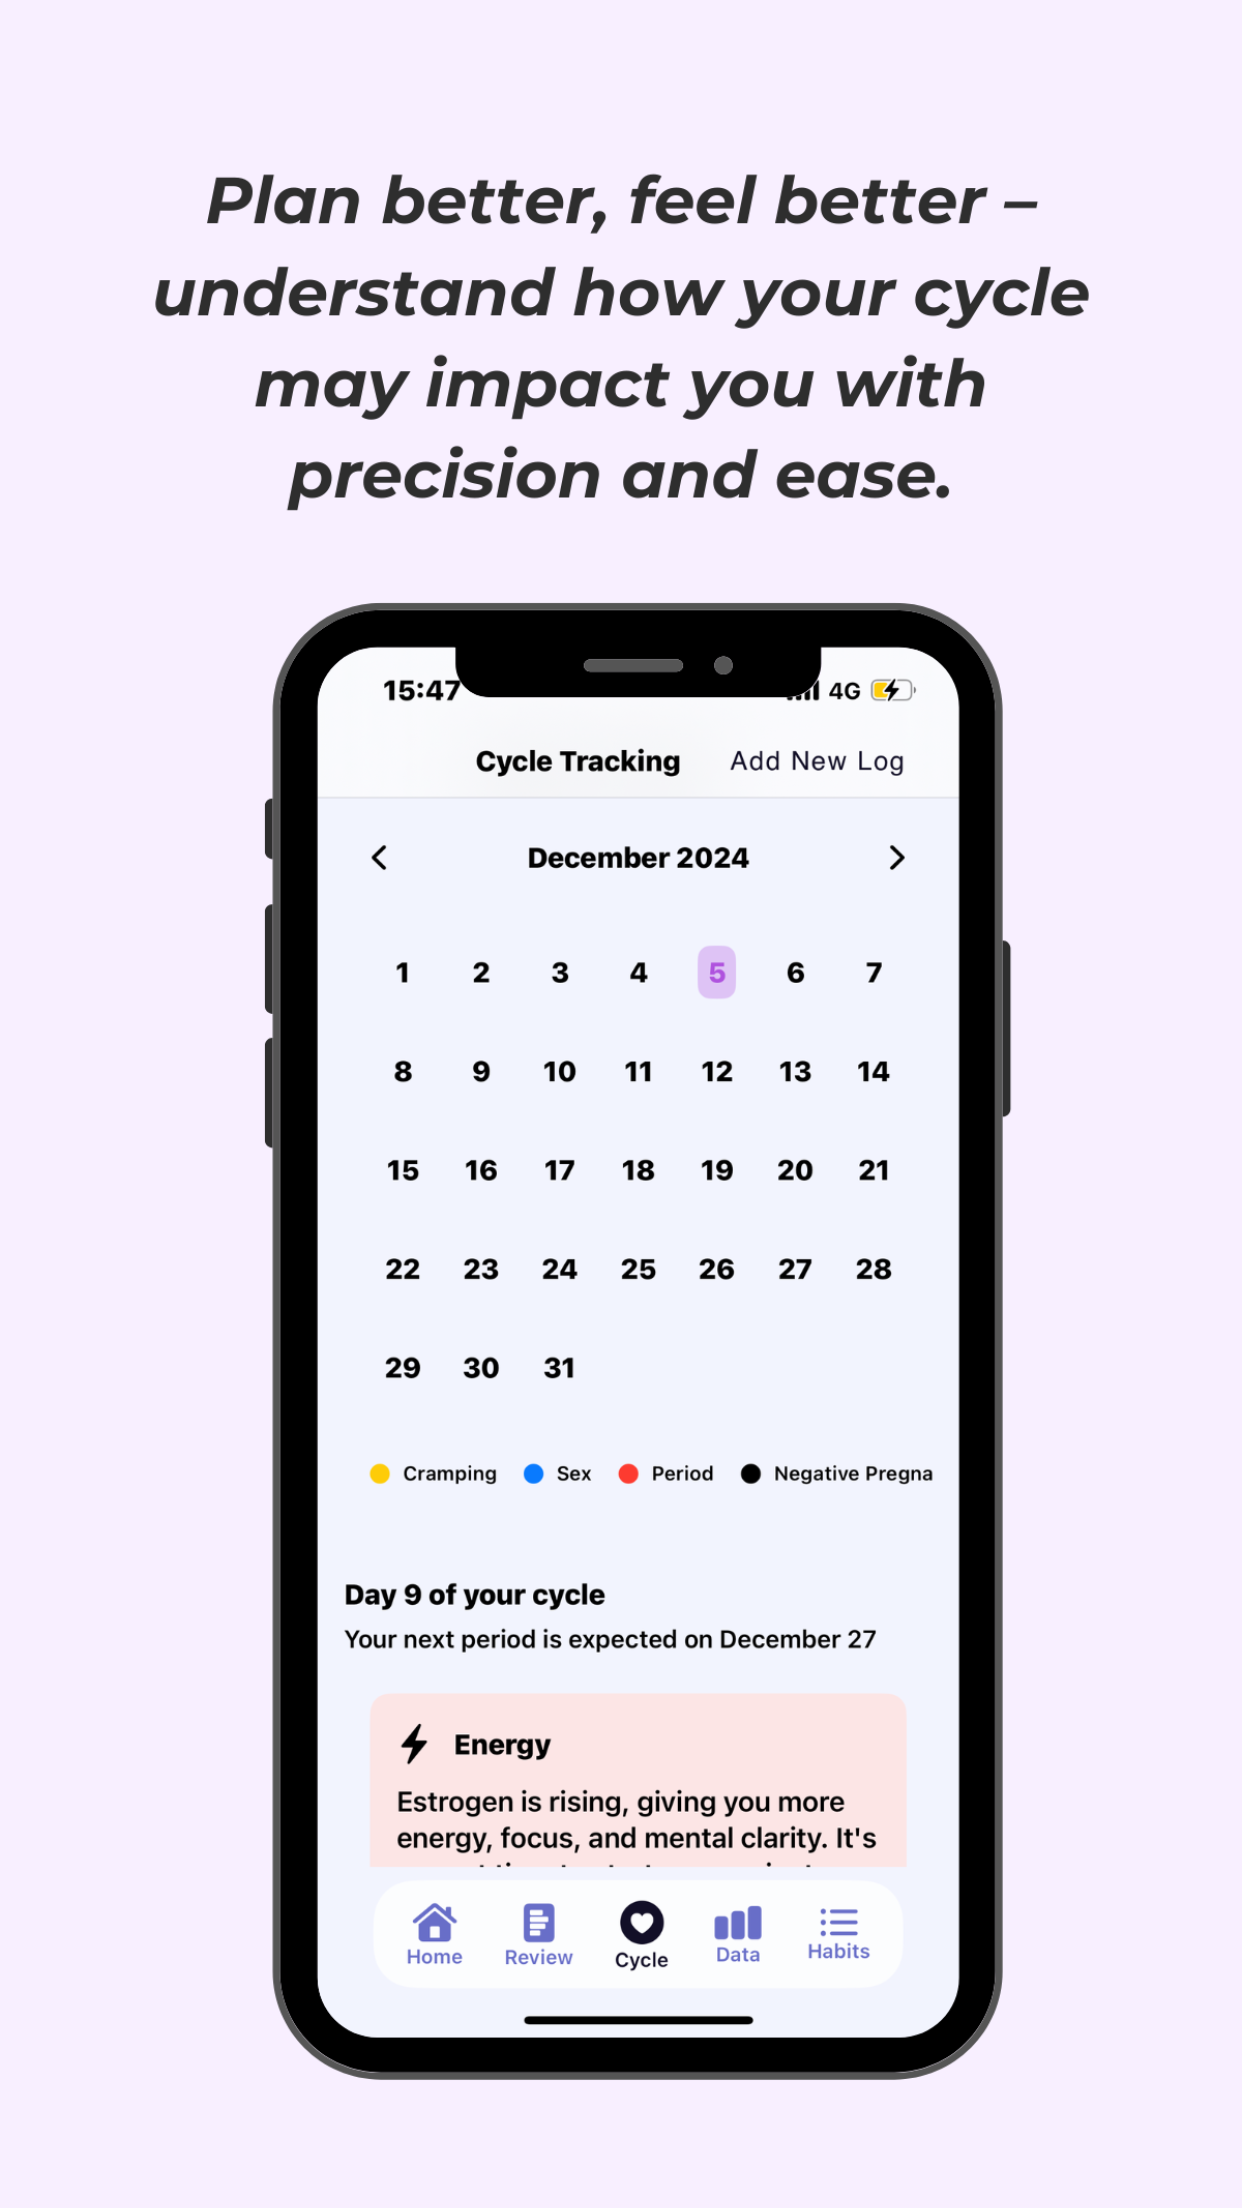 Plan better, feel better –
understand how your cycle
may impact you with
precision and ease.
15:47 4G
Cycle Tracking Add New Log
December 2024
1 2 3 4 5 6 7
8 9 10 11 12 13 14
15 16 17 18 19 20 21
22 23 24 25 26 27 28
29 30 31
Cramping Sex Period Negative Pregna
Day 9 of your cycle
Your next period is expected on December 27
Energy
Estrogen is rising, giving you more
energy, focus, and mental clarity. It's
Home Review Cycle Data Habits